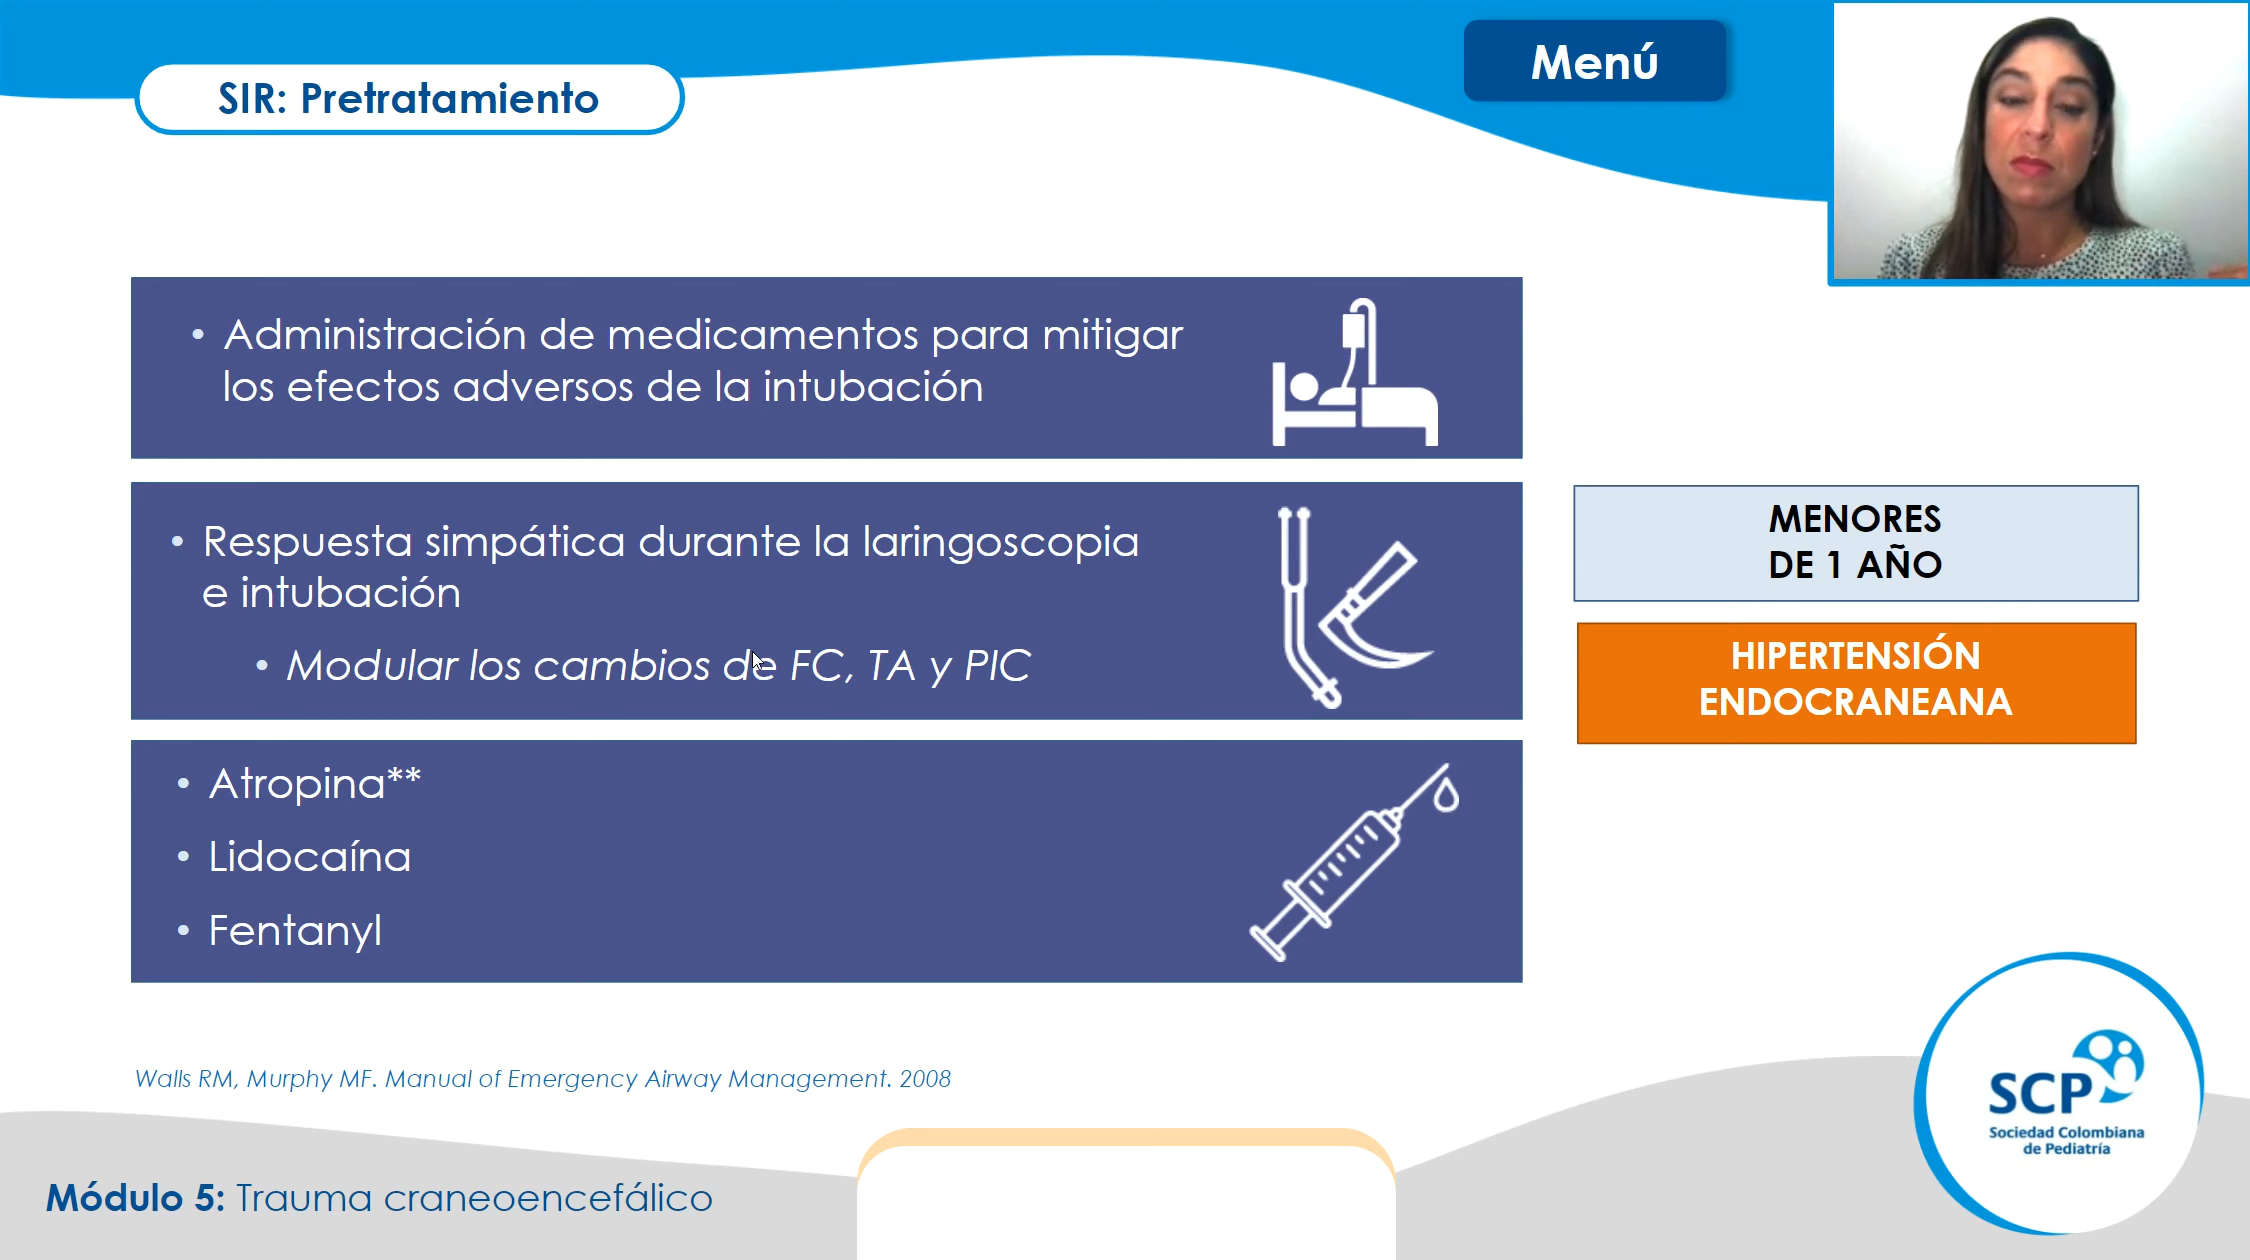 Menú
SIR: Pretratamiento
• Administración de medicamentos para mitigar
los efectos adversos de la intubación
• Respuesta simpática durante la laringoscopia
e intubación
• Modular los cambios de FC, TA y PIC
MENORES
DE 1 AÑO
HIPERTENSIÓN
ENDOCRANEANA
• Atropina**
• Lidocaína
• Fentanyl
Walls RM, Murphy MF. Manual of Emergency Airway Management. 2008
SCP
Sociedad Colombiana
de Pediatría
Módulo 5: Trauma craneoencefálico